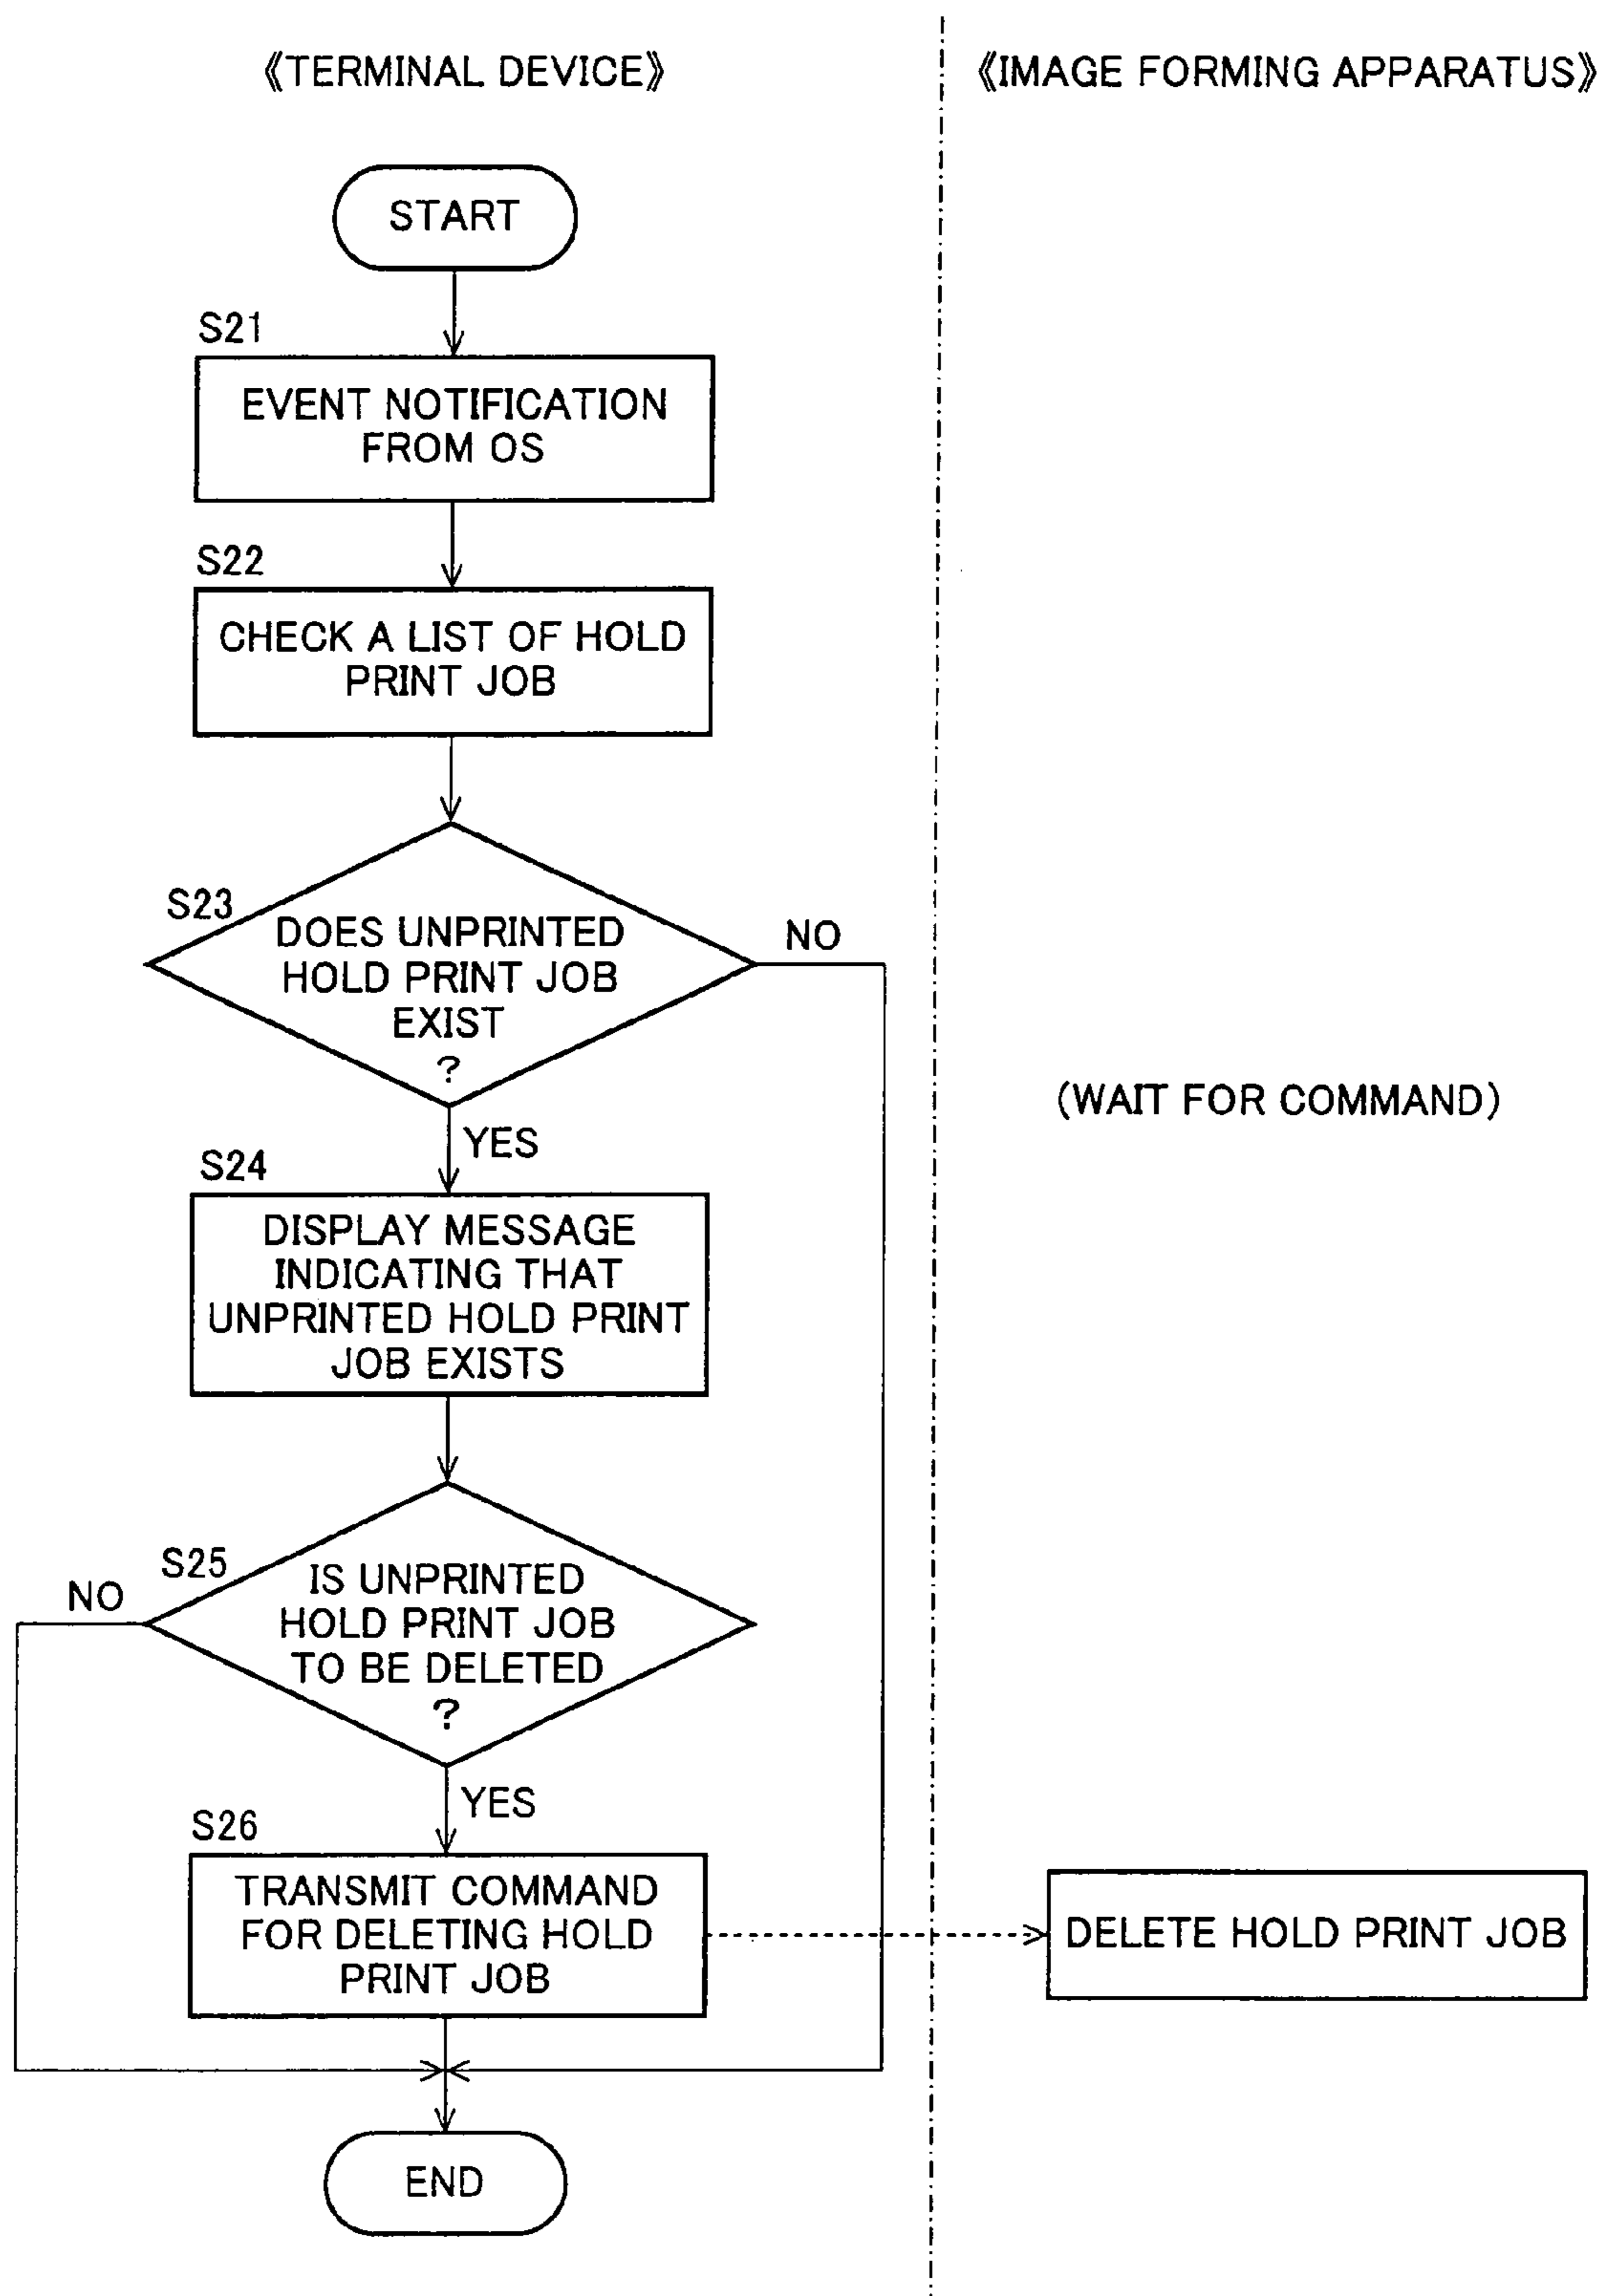 《TERMINAL DEVICE》
《IMAGE FORMING APPARATUS》
START
S21
EVENT NOTIFICATION
FROM OS
S22
CHECK A LIST OF HOLD
PRINT JOB
S23
DOES UNPRINTED
HOLD PRINT JOB
EXIST
?
NO
(WAIT FOR COMMAND)
YES
S24
DISPLAY MESSAGE
INDICATING THAT
UNPRINTED HOLD PRINT
JOB EXISTS
S25
NO
IS UNPRINTED
HOLD PRINT JOB
TO BE DELETED
?
YES
S26
TRANSMIT COMMAND
FOR DELETING HOLD
PRINT JOB
DELETE HOLD PRINT JOB
END